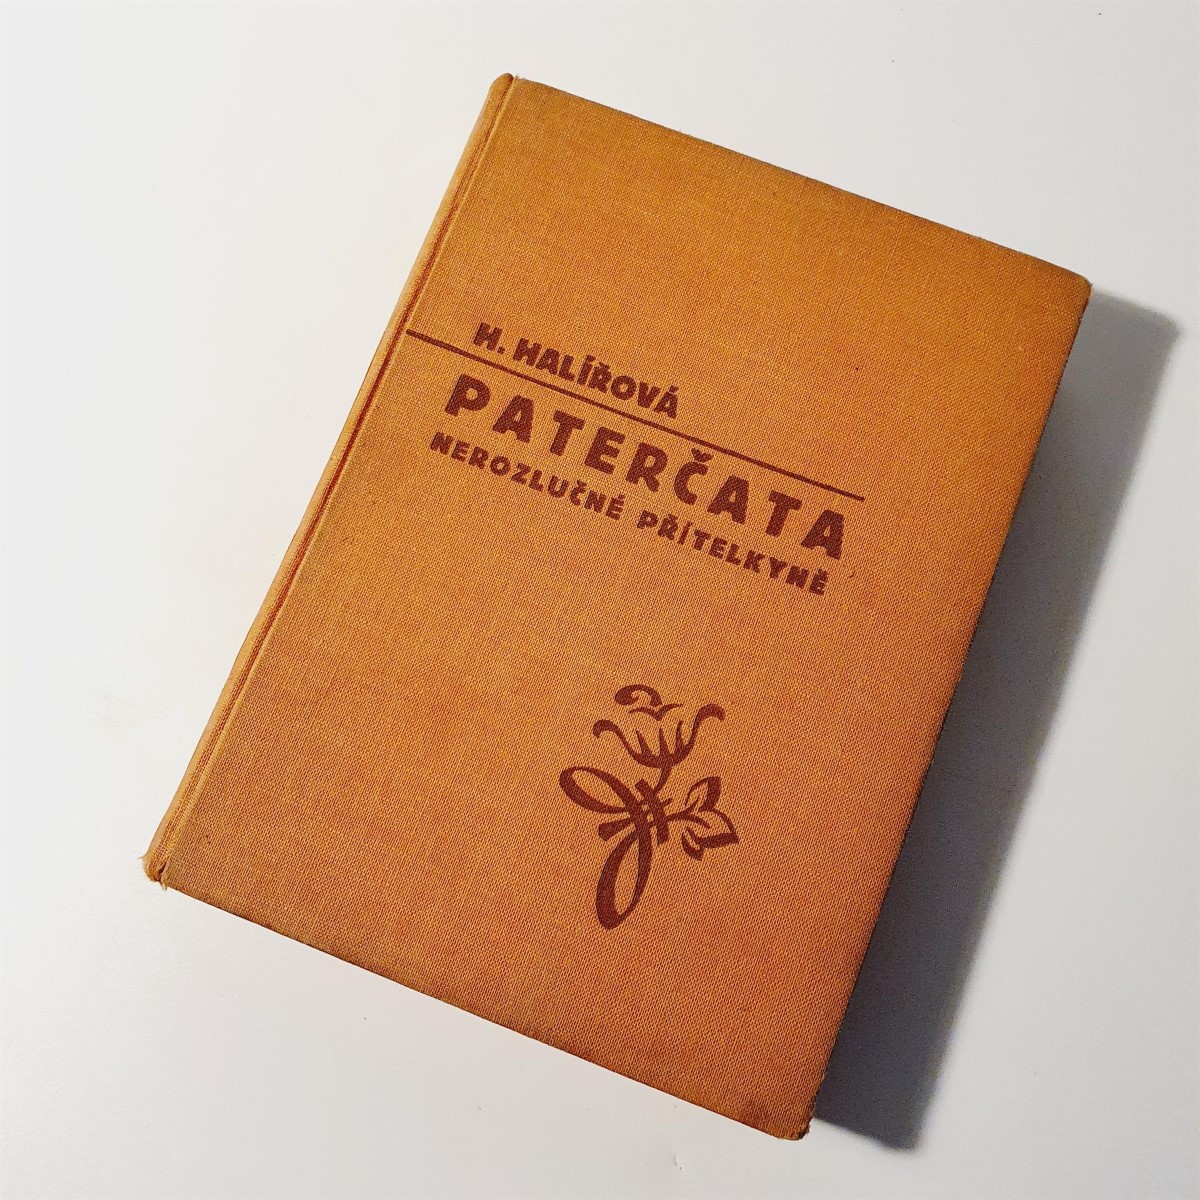 H. HALÍŘOVÁ
PATERČATA
NEROZLUČNÉ PŘÍTELKYNĚ